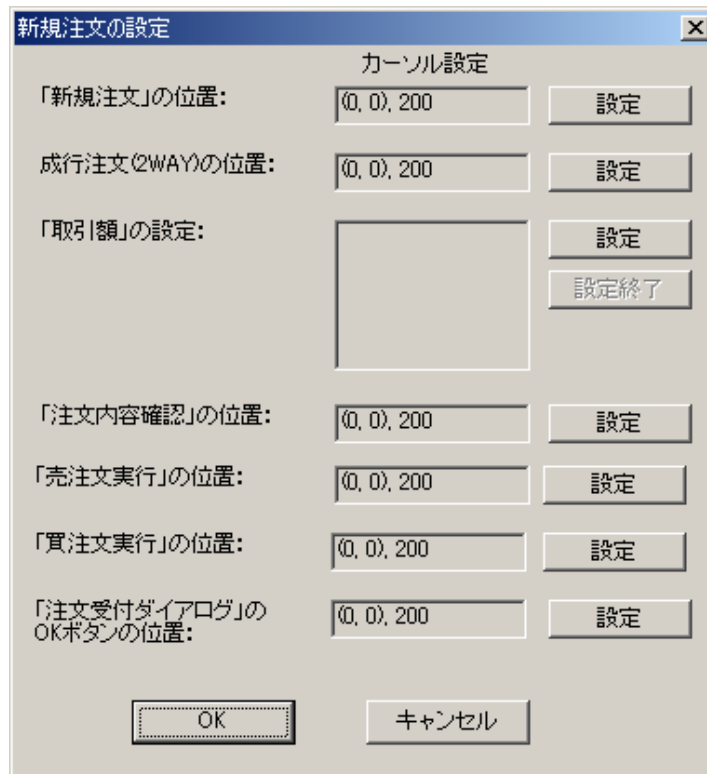 新規注文の設定
カーソル設定
「新規注文」の位置:
(0, 0), 200
設定
成行注文(2WAY)の位置:
(0, 0), 200
設定
「取引額」の設定:
設定
設定終了
「注文内容確認」の位置:
(0, 0), 200
設定
「売注文実行」の位置:
(0, 0), 200
設定
「買注文実行」の位置:
(0, 0), 200
設定
「注文受付ダイアログ」の
OKボタンの位置:
(0, 0), 200
設定
OK
キャンセル